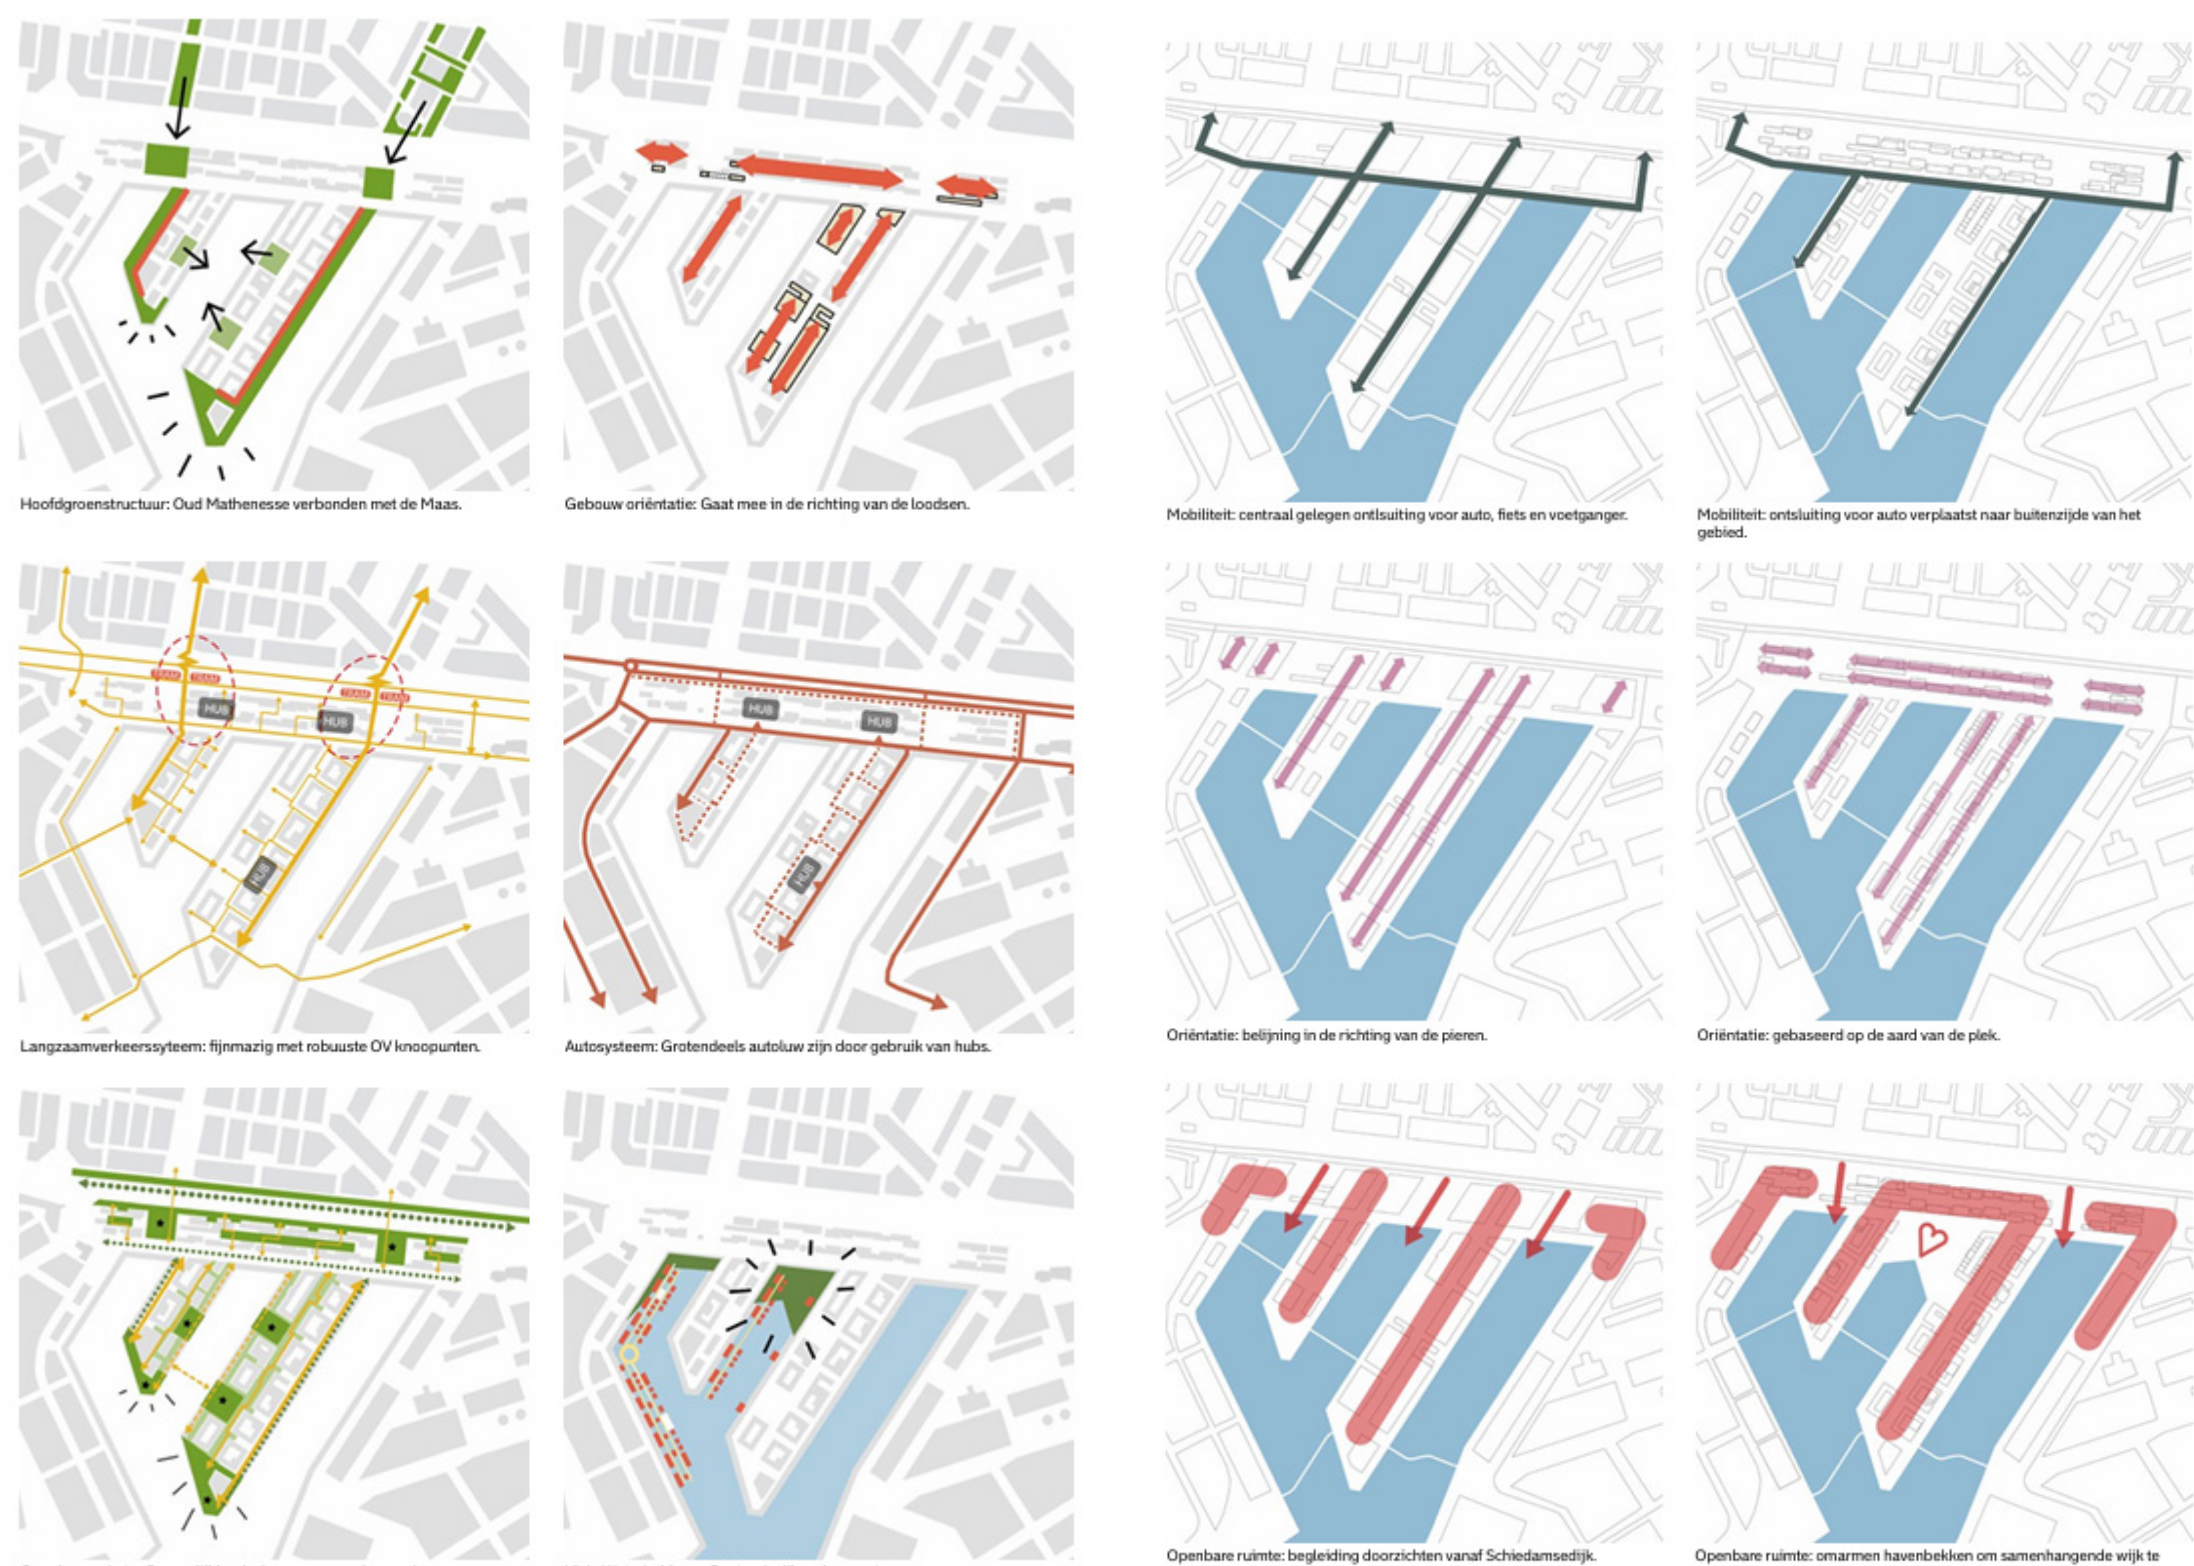 Hoofdgroenstructuur: Oud Mathenesse verbonden met de Maas.
Gebouw oriëntatie: Gaat mee in de richting van de loodsen.
Mobiliteit: centraal gelegen ontlsuiting voor auto, fiets en voetganger.
Mobiliteit: ontsluiting voor auto verplaatst naar buitenzijde van het
gebied.
TRAM TRAM
TRAM TRAM
HUB
HUB
HUB
Langzaamverkeerssyteem: fijnmazig met robuuste OV knoopunten.
HUB
HUB
HUB
Autosysteem: Grotendeels autoluw zijn door gebruik van hubs.
Oriëntatie: belijning in de richting van de pieren.
Oriëntatie: gebaseerd op de aard van de plek.
Openbare ruimte: begleiding doorzichten vanaf Schiedamsedijk.
Openbare ruimte: omarmen havenbekken om samenhangende wijk te